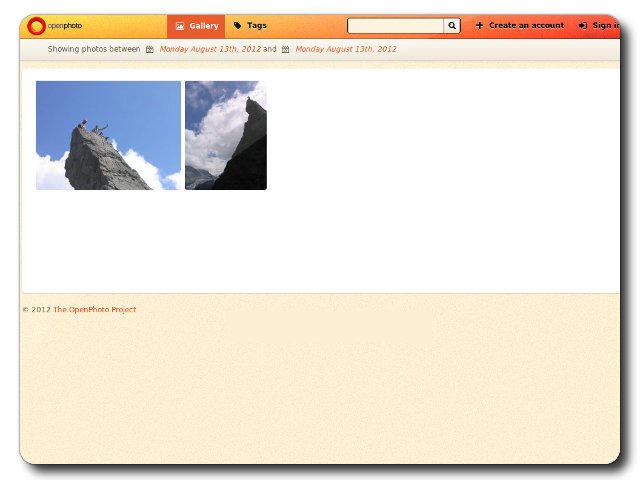 openphoto Gallery Tags Create an account Sign in
Showing photos between Monday August 13th, 2012 and Monday August 13th, 2012
© 2012 The OpenPhoto Project